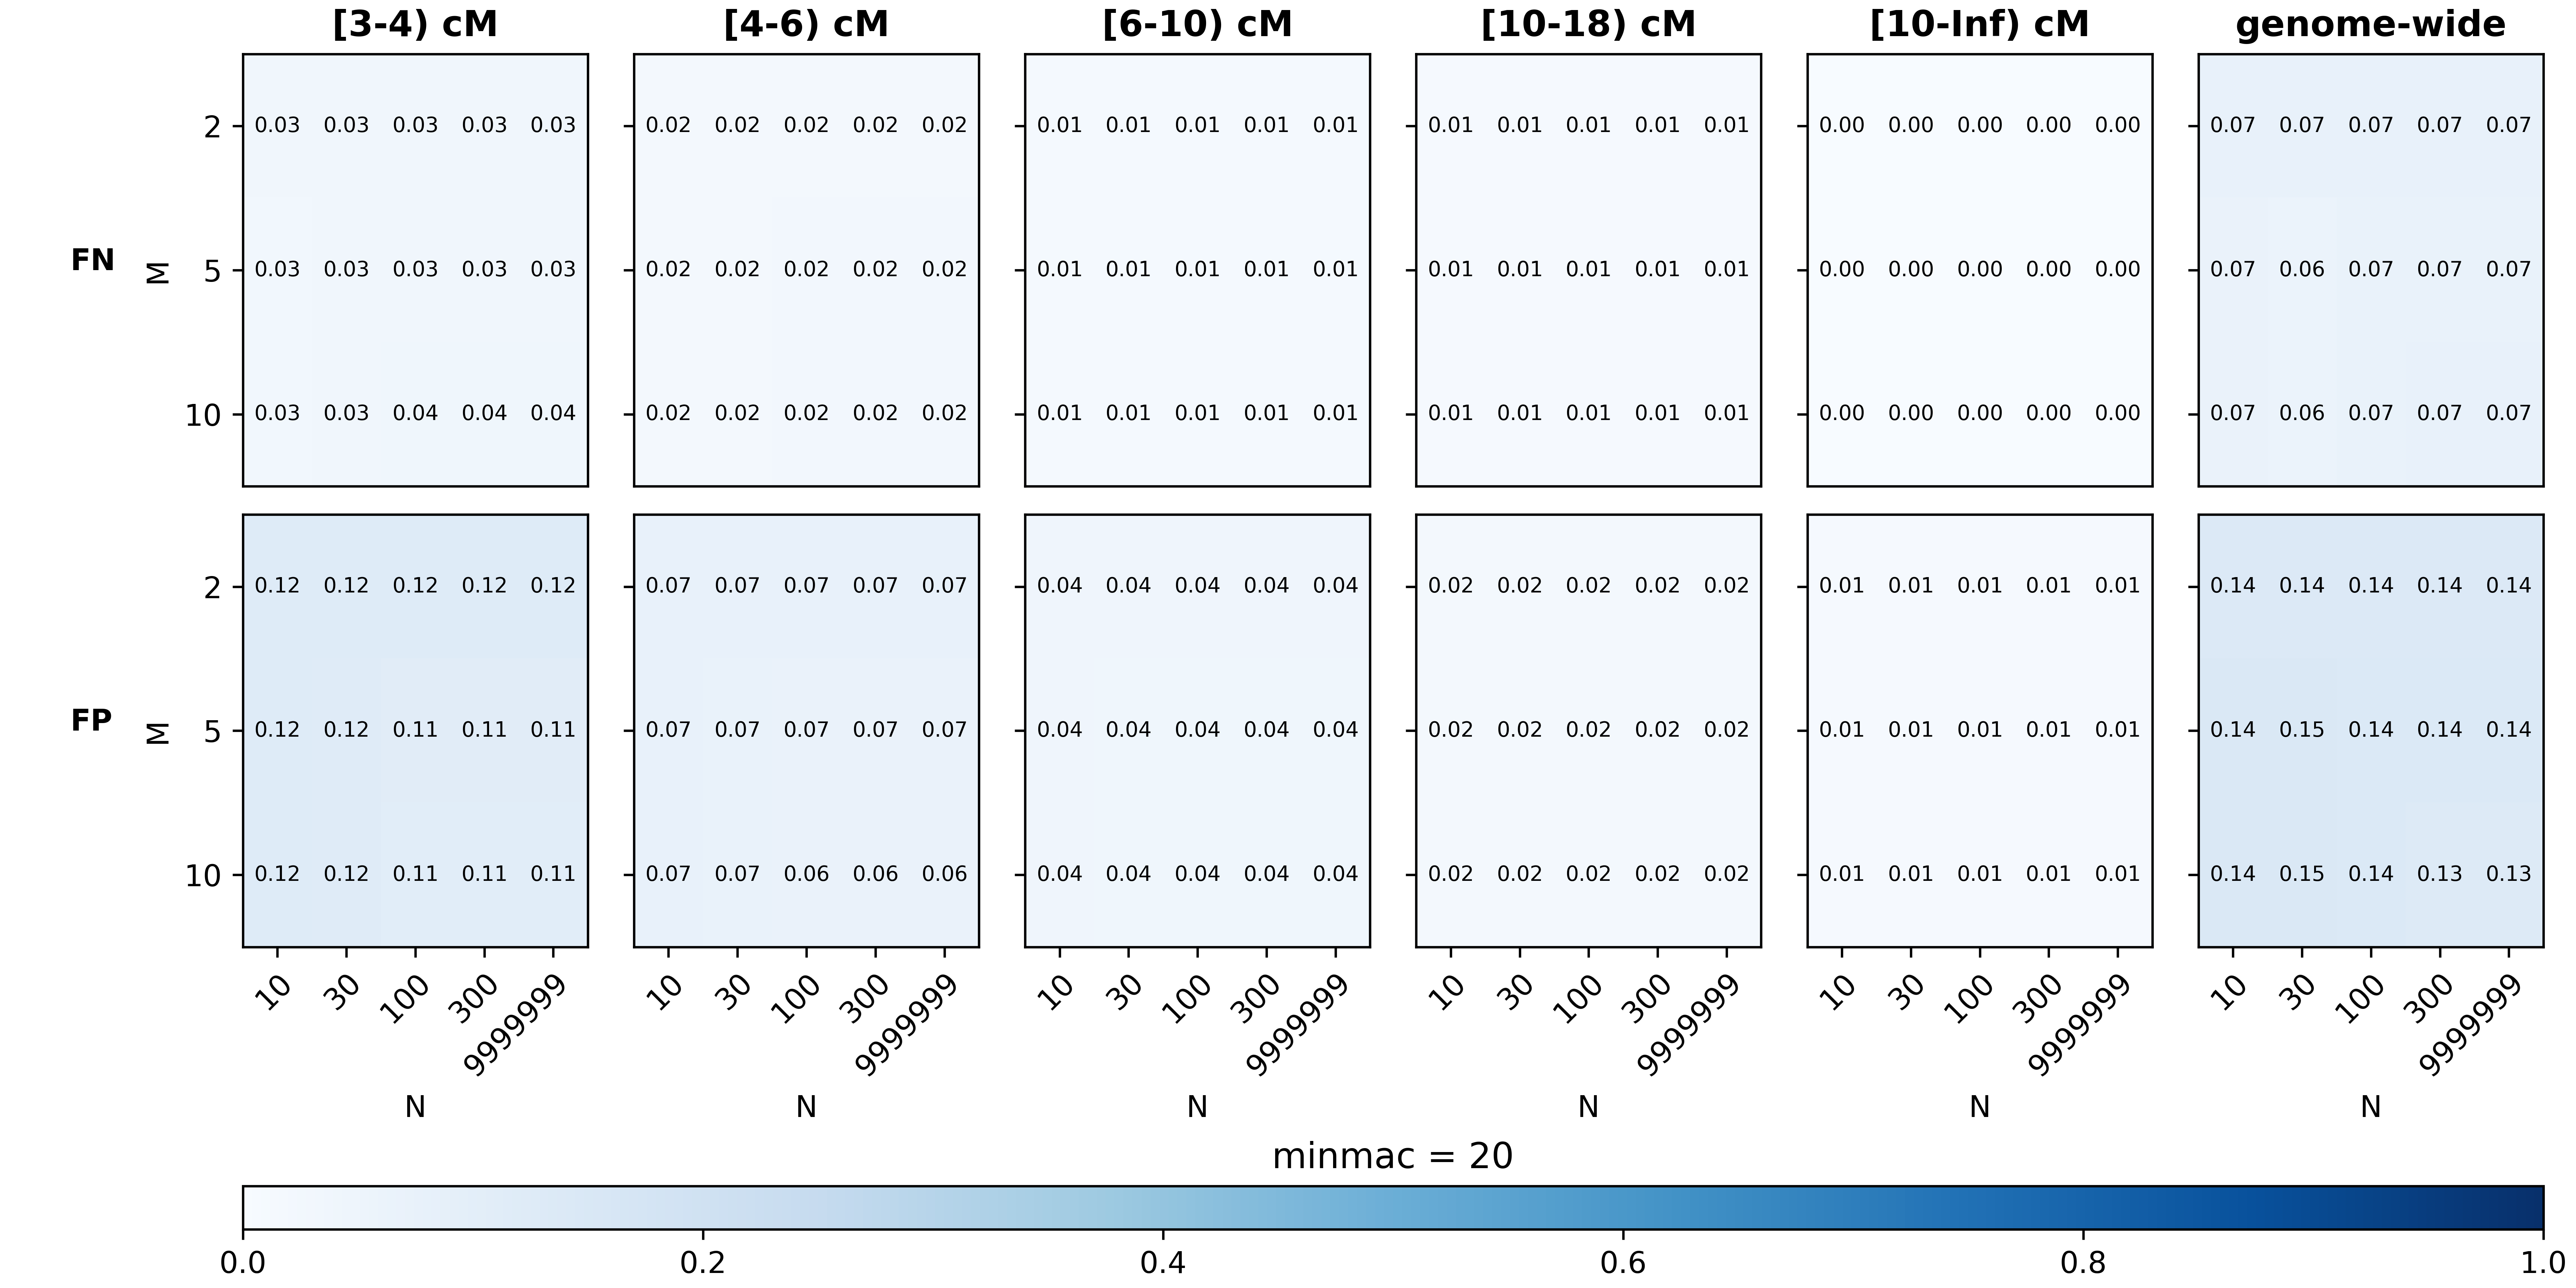 [3-4) cM [4-6) cM [6-10) cM [10-18) cM [10-Inf) cM genome-wide
2 0.03 0.03 0.03 0.03 0.03 0.02 0.02 0.02 0.02 0.02 0.01 0.01 0.01 0.01 0.01 0.01 0.01 0.01 0.01 0.01 0.00 0.00 0.00 0.00 0.00 0.07 0.07 0.07 0.07 0.07
FN M 5 0.03 0.03 0.03 0.03 0.03 0.02 0.02 0.02 0.02 0.02 0.01 0.01 0.01 0.01 0.01 0.01 0.01 0.01 0.01 0.01 0.00 0.00 0.00 0.00 0.00 0.07 0.06 0.07 0.07 0.07
10 0.03 0.03 0.04 0.04 0.04 0.02 0.02 0.02 0.02 0.02 0.01 0.01 0.01 0.01 0.01 0.01 0.01 0.01 0.01 0.01 0.00 0.00 0.00 0.00 0.00 0.07 0.06 0.07 0.07 0.07
2 0.12 0.12 0.12 0.12 0.12 0.07 0.07 0.07 0.07 0.07 0.04 0.04 0.04 0.04 0.04 0.02 0.02 0.02 0.02 0.02 0.01 0.01 0.01 0.01 0.01 0.14 0.14 0.14 0.14 0.14
FP M 5 0.12 0.12 0.11 0.11 0.11 0.07 0.07 0.07 0.07 0.07 0.04 0.04 0.04 0.04 0.04 0.02 0.02 0.02 0.02 0.02 0.01 0.01 0.01 0.01 0.01 0.14 0.15 0.14 0.14 0.14
10 0.12 0.12 0.11 0.11 0.11 0.07 0.07 0.06 0.06 0.06 0.04 0.04 0.04 0.04 0.04 0.02 0.02 0.02 0.02 0.02 0.01 0.01 0.01 0.01 0.01 0.14 0.15 0.14 0.13 0.13
10 30 100 300 99999999 10 30 100 300 99999999 10 30 100 300 99999999 10 30 100 300 99999999 10 30 100 300 99999999 10 30 100 300 99999999
N N N N N N
minmac = 20
0.0 0.2 0.4 0.6 0.8 1.0